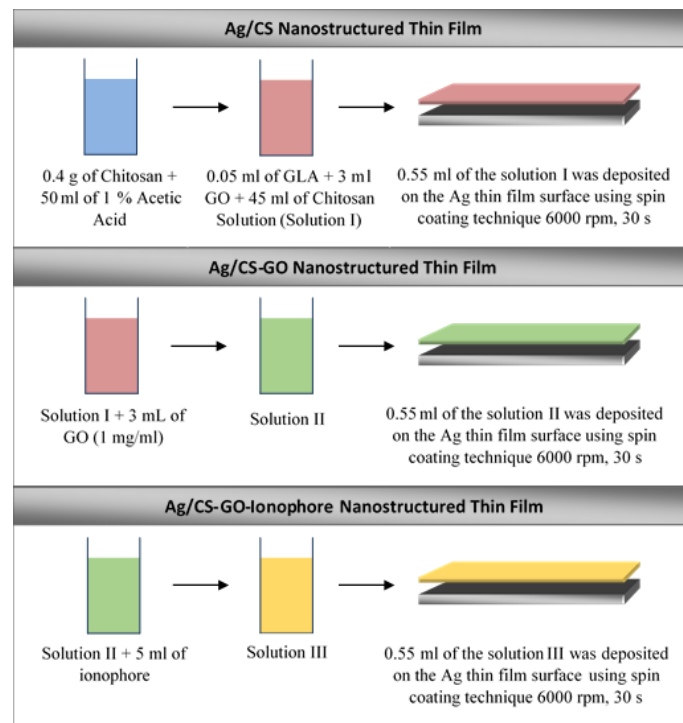 Ag/CS Nanostructured Thin Film
0.4 g of Chitosan +
50 ml of 1 % Acetic
Acid
0.05 ml of GLA + 3 ml
GO + 45 ml of Chitosan
Solution (Solution I)
0.55 ml of the solution I was deposited
on the Ag thin film surface using spin
coating technique 6000 rpm, 30 s
Ag/CS-GO Nanostructured Thin Film
Solution I + 3 mL of
GO (1 mg/ml)
Solution II
0.55 ml of the solution II was deposited
on the Ag thin film surface using spin
coating technique 6000 rpm, 30 s
Ag/CS-GO-Ionophore Nanostructured Thin Film
Solution II + 5 ml of
ionophore
Solution III
0.55 ml of the solution III was deposited
on the Ag thin film surface using spin
coating technique 6000 rpm, 30 s